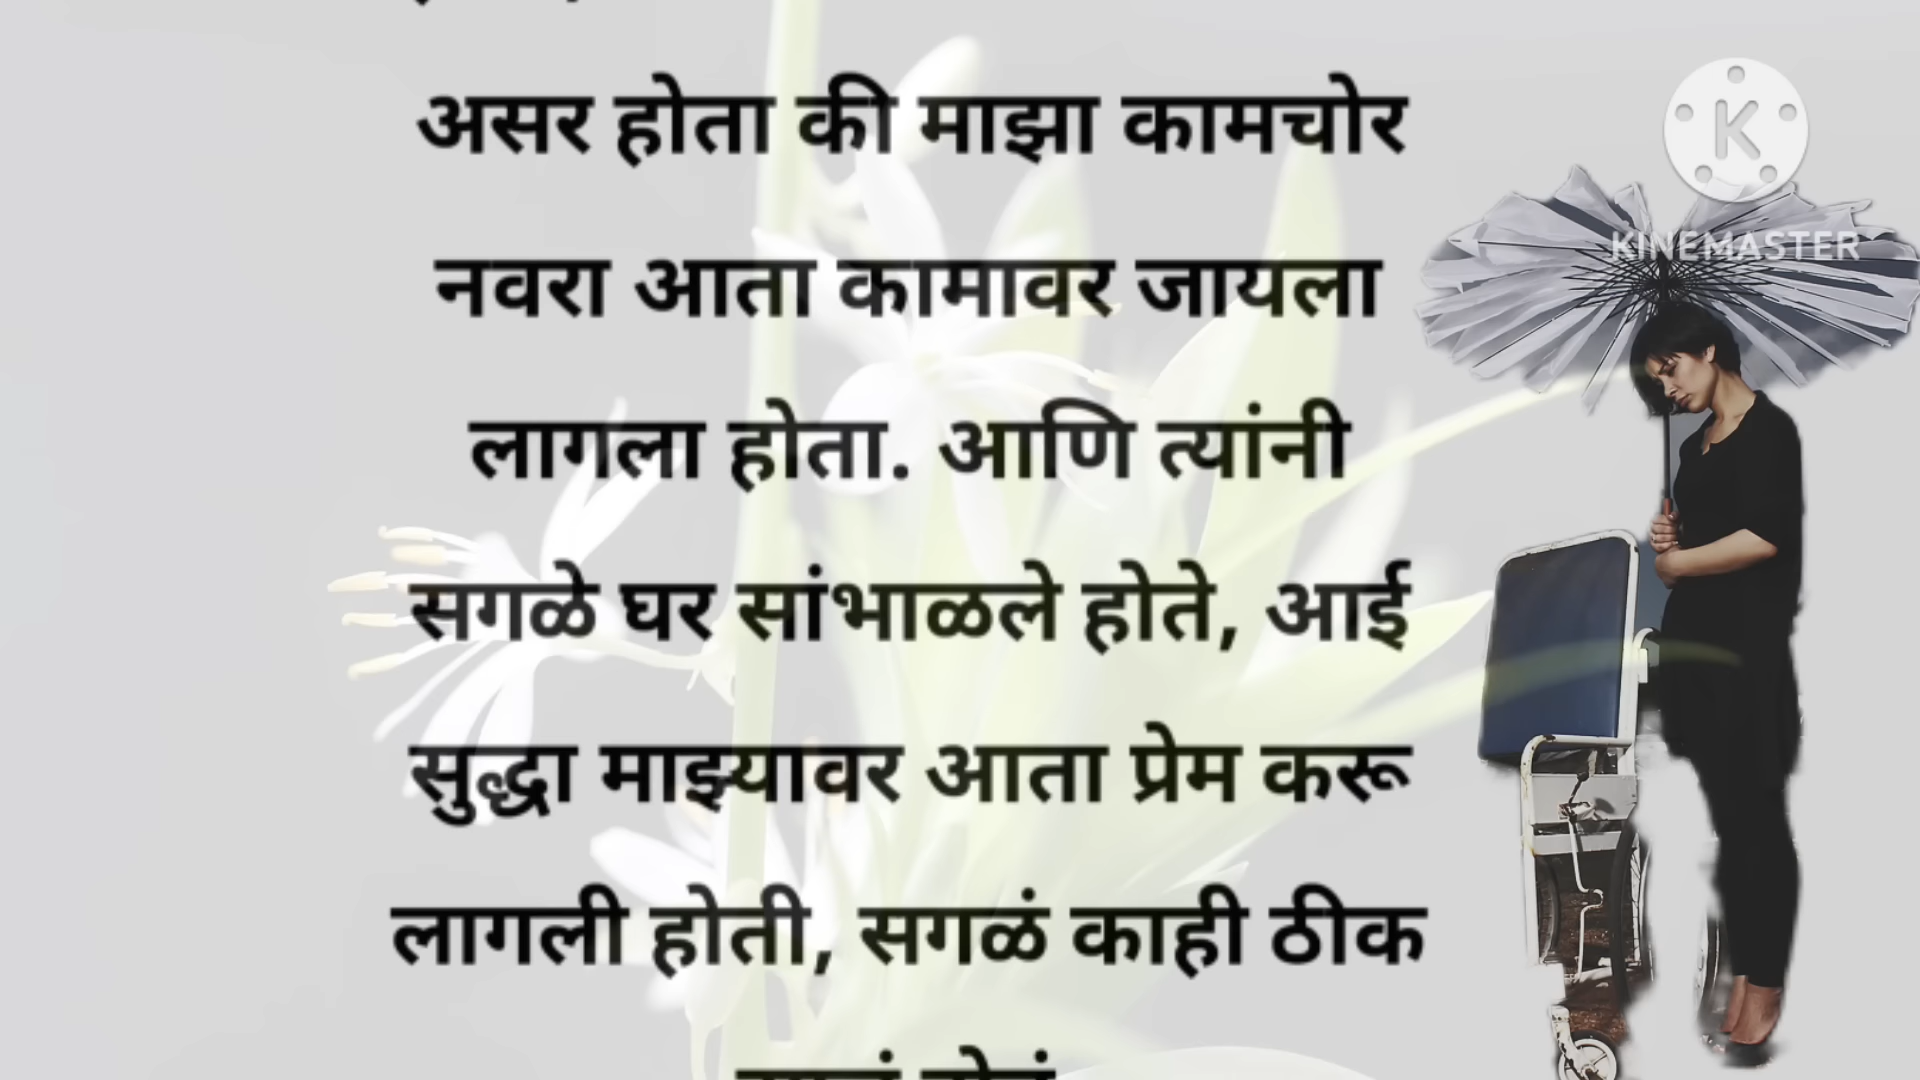 असर होता की माझा कामचोर
नवरा आता कामावर जायला
लागला होता. आणि त्यांनी
सगळे घर सांभाळले होते, आई
सुद्धा माझ्यावर आता प्रेम करू
लागली होती, सगळं काही ठीक
K
KINEMASTER